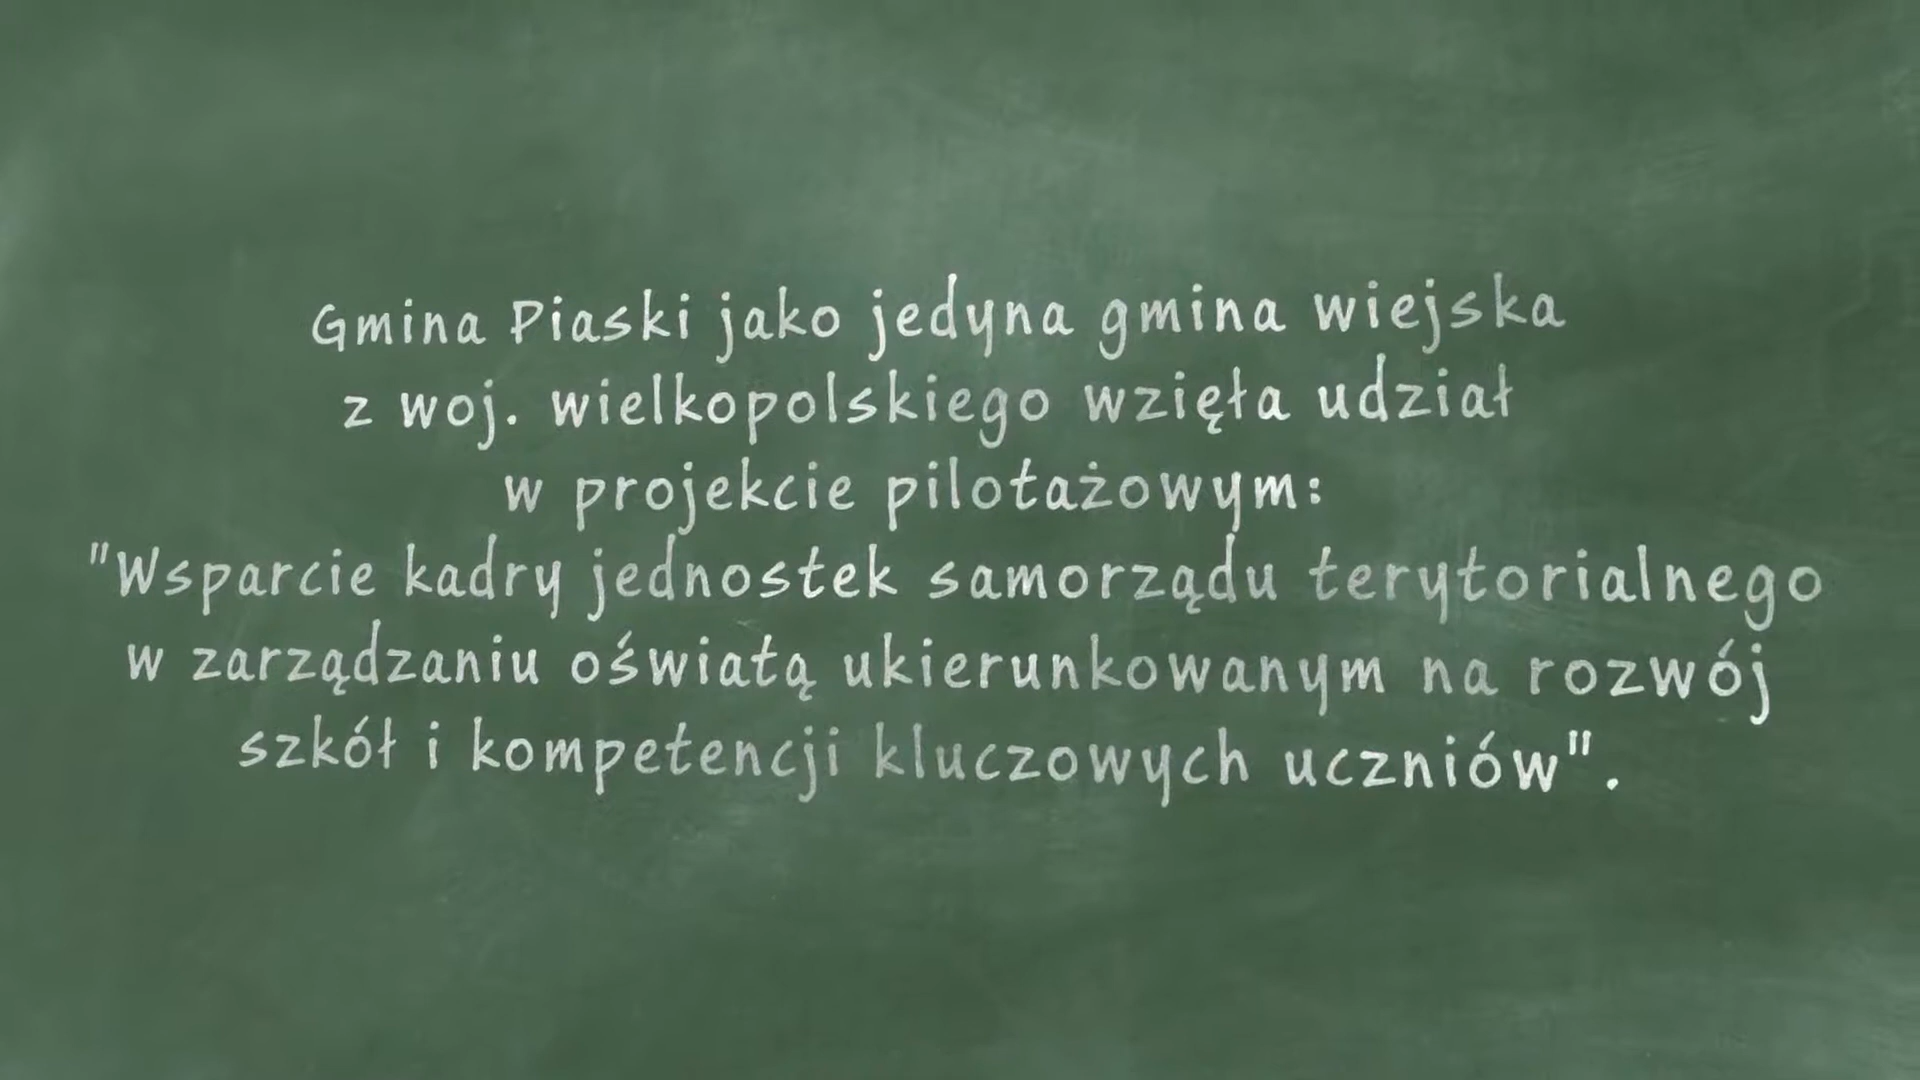 Gmina Piaski jako jedyna gmina wiejska
z woj. wielkopolskiego wzięła udział
w projekcie pilotażowym:
"Wsparcie kadry jednostek samorządu terytorialnego
w zarządzaniu oświatą ukierunkowanym na rozwój
szkół i kompetencji kluczowych uczniów".